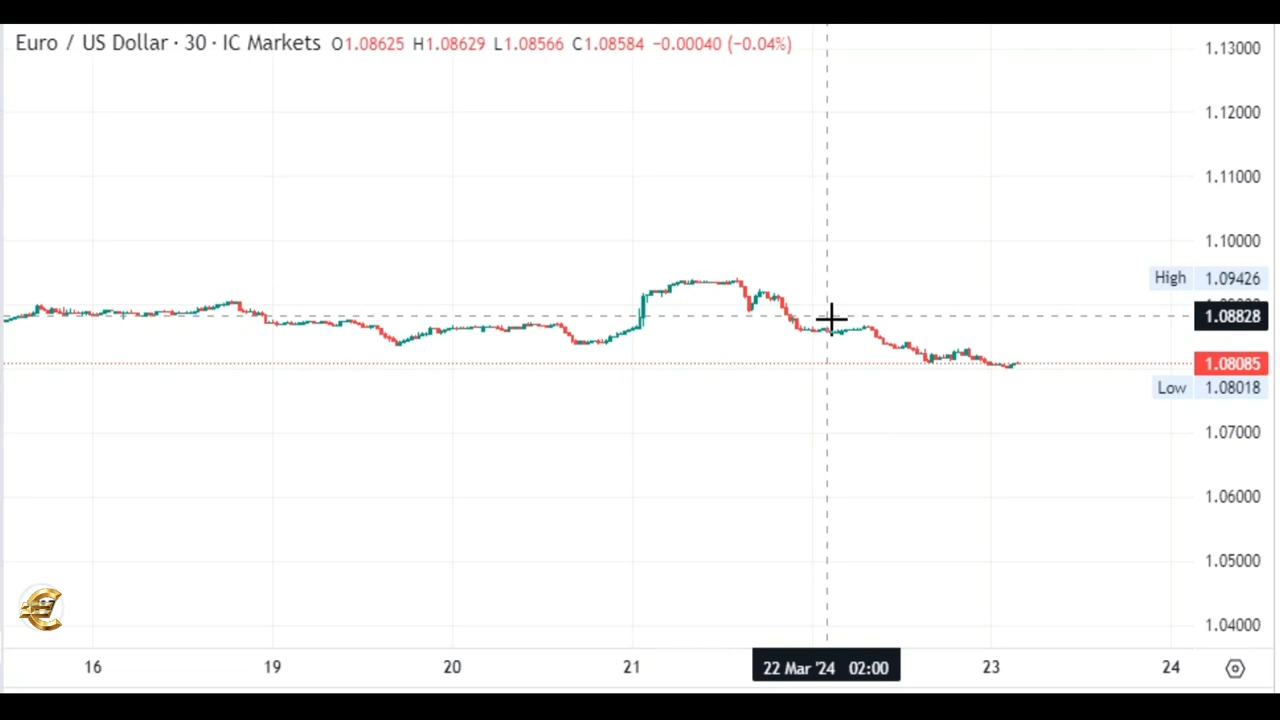 Euro / US Dollar · 30 · IC Markets O1.08625 H1.08629 L1.08566 C1.08584 −0.00040 (−0.04%)
1.13000
1.12000
1.11000
1.10000
High 1.09426
1.08828
1.08085
Low 1.08018
1.07000
1.06000
1.05000
1.04000
16 19 20 21 22 Mar '24 02:00 23 24